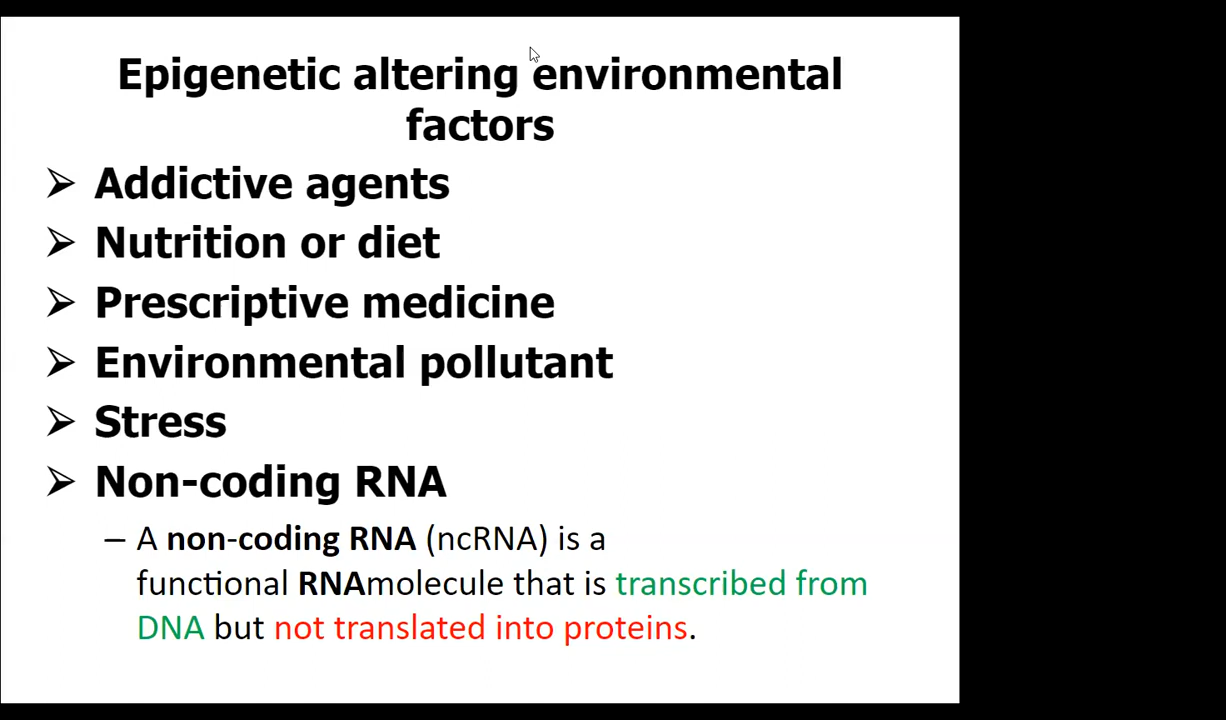 Epigenetic altering environmental
factors
➢ Addictive agents
➢ Nutrition or diet
➢ Prescriptive medicine
➢ Environmental pollutant
➢ Stress
➢ Non-coding RNA
– A non-coding RNA (ncRNA) is a
functional RNAmolecule that is transcribed from
DNA but not translated into proteins.